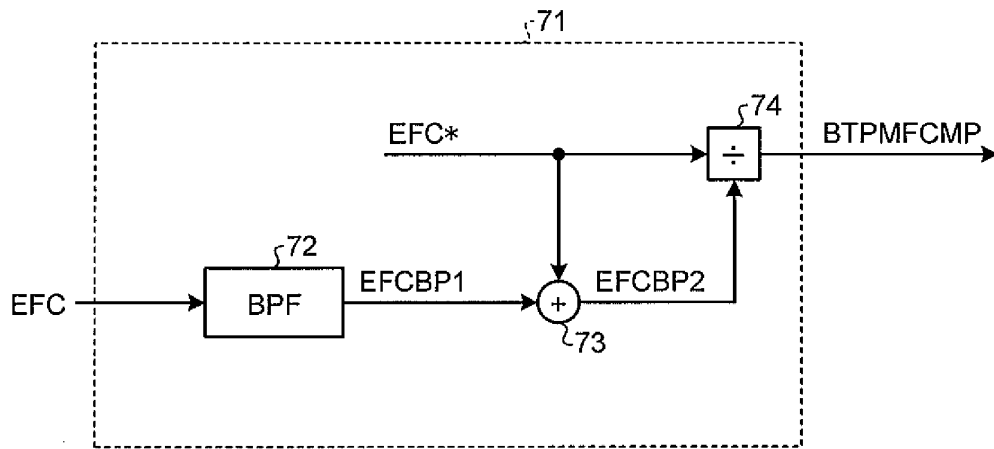 71
74
EFC*
÷
BTPMFCMP
72
EFC
BPF
EFCBP1
+
EFCBP2
73